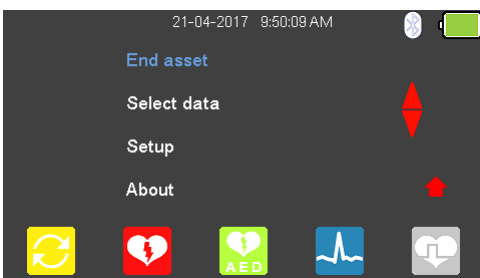 21-04-2017 9:50:09 AM
End asset
Select data
Setup
About
AED